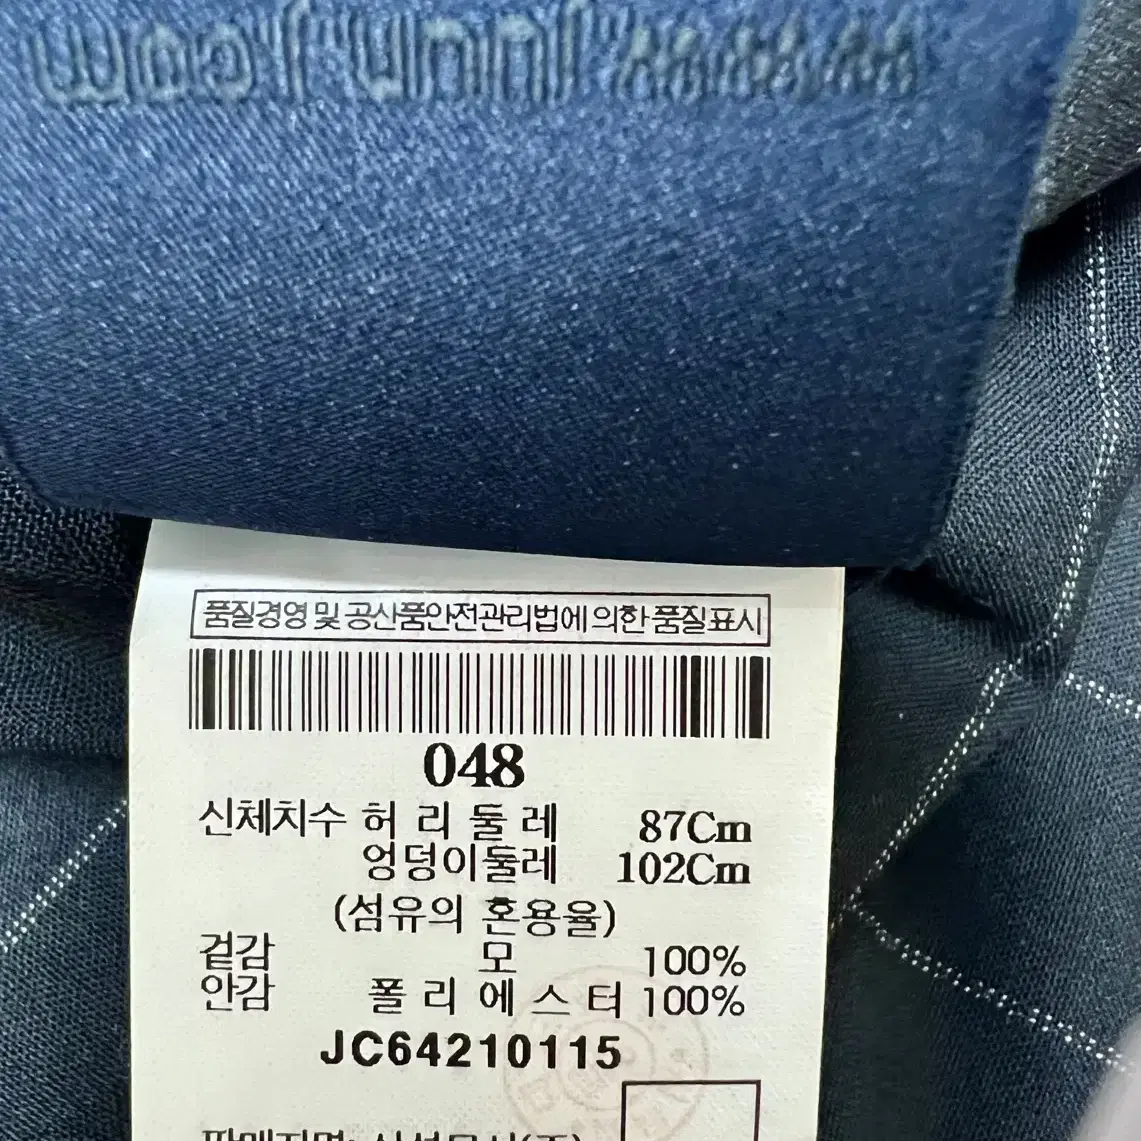 품질경영 및 공산품안전관리법에 의한 품질표시
048
신체치수 허 리 둘 레 87Cm
엉덩이둘레 102Cm
(섬유의 혼용율)
겉감 모 100%
안감 폴 리 에 스 터 100%
JC64210115